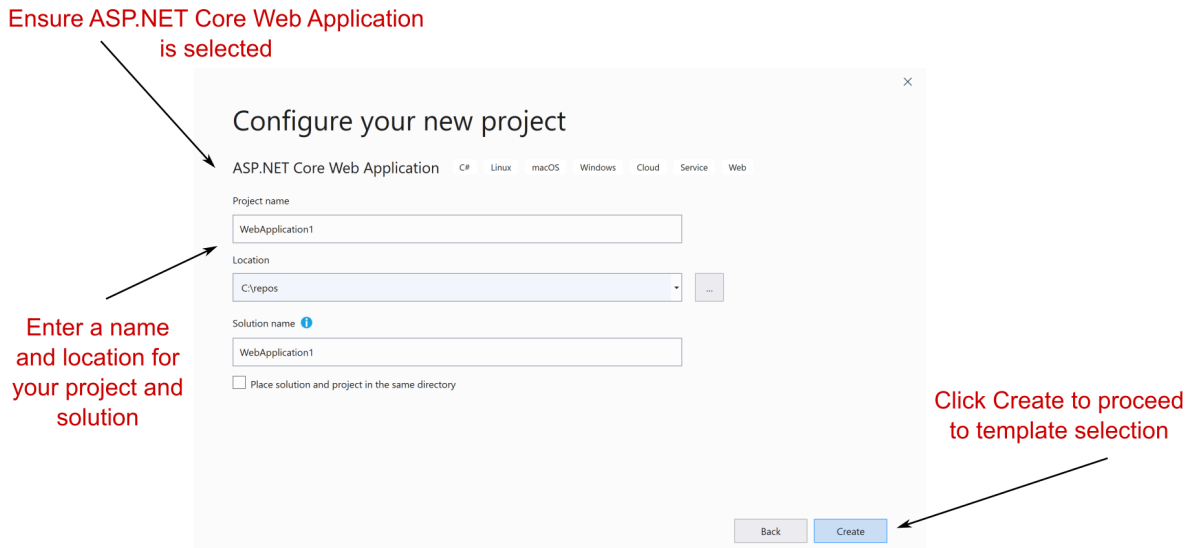 Ensure ASP.NET Core Web Application
is selected
Configure your new project
ASP.NET Core Web Application C# Linux macOS Windows Cloud Service Web
Project name
WebApplication1
Location
C:\repos
...
Solution name
WebApplication1
Place solution and project in the same directory
Enter a name
and location for
your project and
solution
Click Create to proceed
to template selection
Back Create